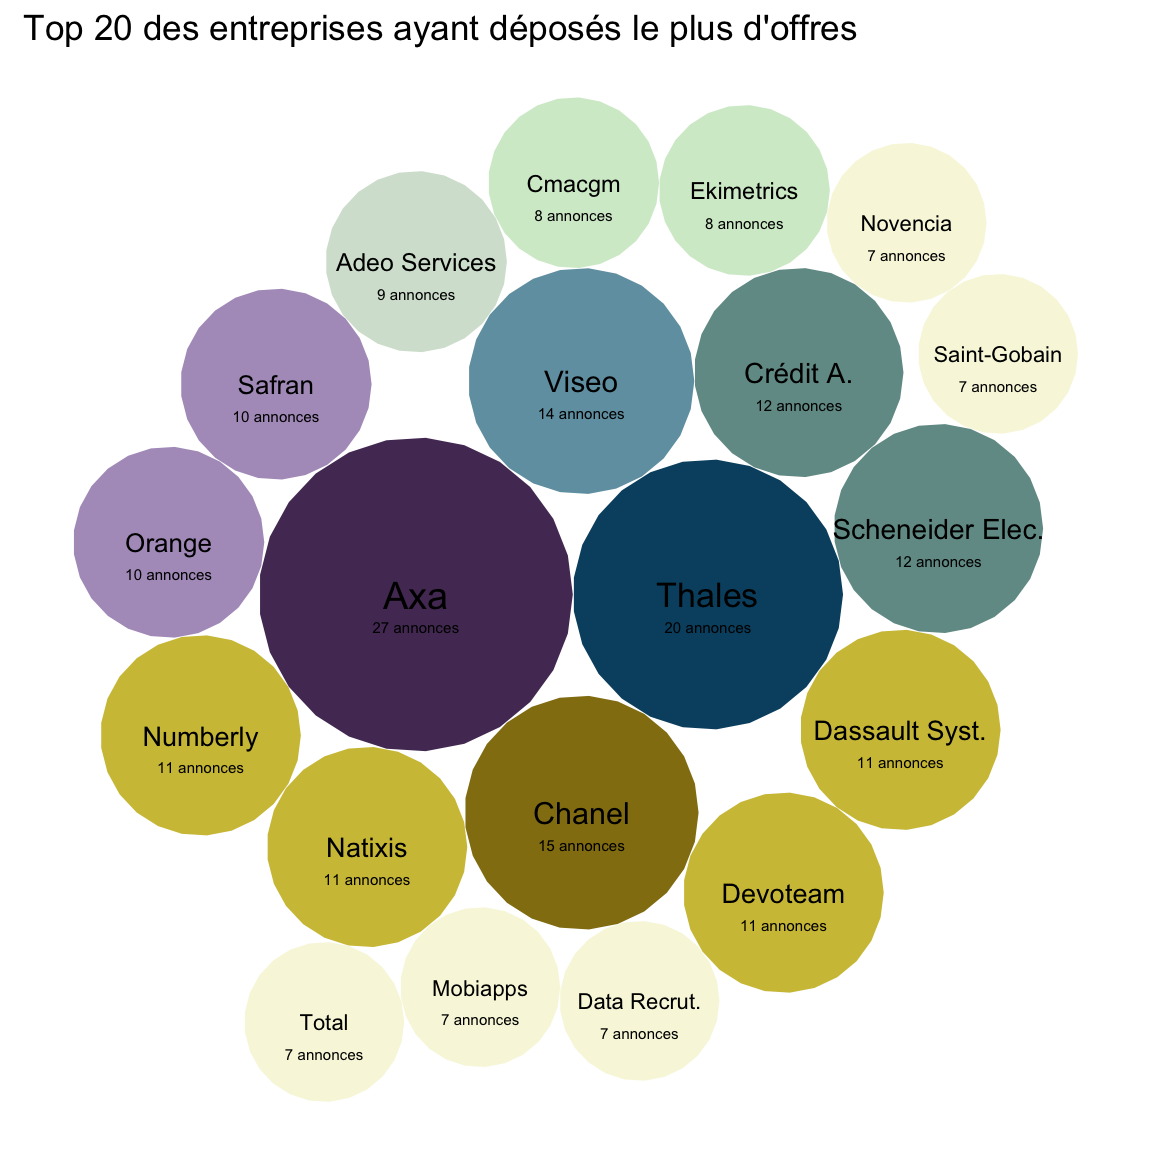 Top 20 des entreprises ayant déposés le plus d'offres
Cmacgm
8 annonces
Ekimetrics
8 annonces
Novencia
7 annonces
Adeo Services
9 annonces
Saint-Gobain
7 annonces
Safran
10 annonces
Viseo
14 annonces
Crédit A.
12 annonces
Orange
10 annonces
Axa
27 annonces
Thales
20 annonces
Scheneider Elec.
12 annonces
Numberly
11 annonces
Dassault Syst.
11 annonces
Natixis
11 annonces
Chanel
15 annonces
Devoteam
11 annonces
Total
7 annonces
Mobiapps
7 annonces
Data Recrut.
7 annonces